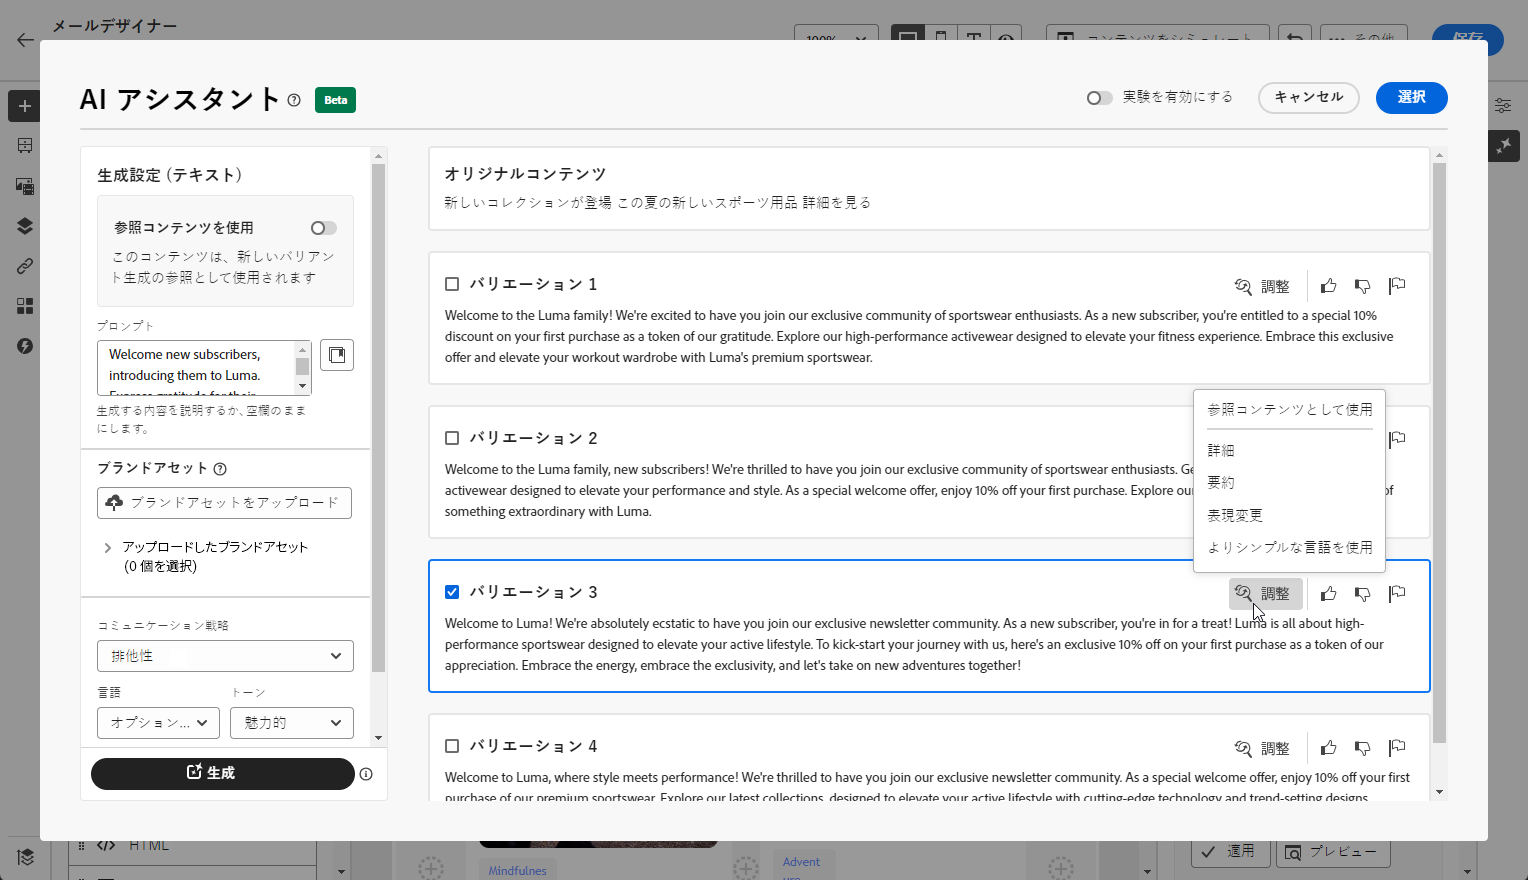 メールデザイナー
100%
コンテンツをシミュレート
その他
保存
AI アシスタント
Beta
実験を有効にする
キャンセル
選択
生成設定 (テキスト)
参照コンテンツを使用
このコンテンツは、新しいバリアン
ト生成の参照として使用されます
プロンプト
Welcome new subscribers,
introducing them to Luma.
Express gratitude for their
生成する内容を説明するか、空欄のまま
にします。
ブランドアセット
ブランドアセットをアップロード
アップロードしたブランドアセット
(0 個を選択)
コミュニケーション戦略
排他性
言語
トーン
オプション...
魅力的
生成
オリジナルコンテンツ
新しいコレクションが登場 この夏の新しいスポーツ用品 詳細を見る
バリエーション 1
調整
Welcome to the Luma family! We're excited to have you join our exclusive community of sportswear enthusiasts. As a new subscriber, you're entitled to a special 10%
discount on your first purchase as a token of our gratitude. Explore our high-performance activewear designed to elevate your fitness experience. Embrace this exclusive
offer and elevate your workout wardrobe with Luma's premium sportswear.
バリエーション 2
Welcome to the Luma family, new subscribers! We're thrilled to have you join our exclusive community of sportswear enthusiasts. Ge
activewear designed to elevate your performance and style. As a special welcome offer, enjoy 10% off your first purchase. Explore ou
of
something extraordinary with Luma.
参照コンテンツとして使用
詳細
要約
表現変更
よりシンプルな言語を使用
バリエーション 3
調整
Welcome to Luma! We're absolutely ecstatic to have you join our exclusive newsletter community. As a new subscriber, you're in for a treat! Luma is all about high-
performance sportswear designed to elevate your active lifestyle. To kick-start your journey with us, here's an exclusive 10% off on your first purchase as a token of our
appreciation. Embrace the energy, embrace the exclusivity, and let's take on new adventures together!
バリエーション 4
調整
Welcome to Luma, where style meets performance! We're thrilled to have you join our exclusive newsletter community. As a special welcome offer, enjoy 10% off your first
purchase of our premium sportswear. Explore our latest collections, designed to elevate your active lifestyle with cutting-edge technology and trend-setting designs.
HTML
Mindfulnes
Advent
ure
適用
プレビュー